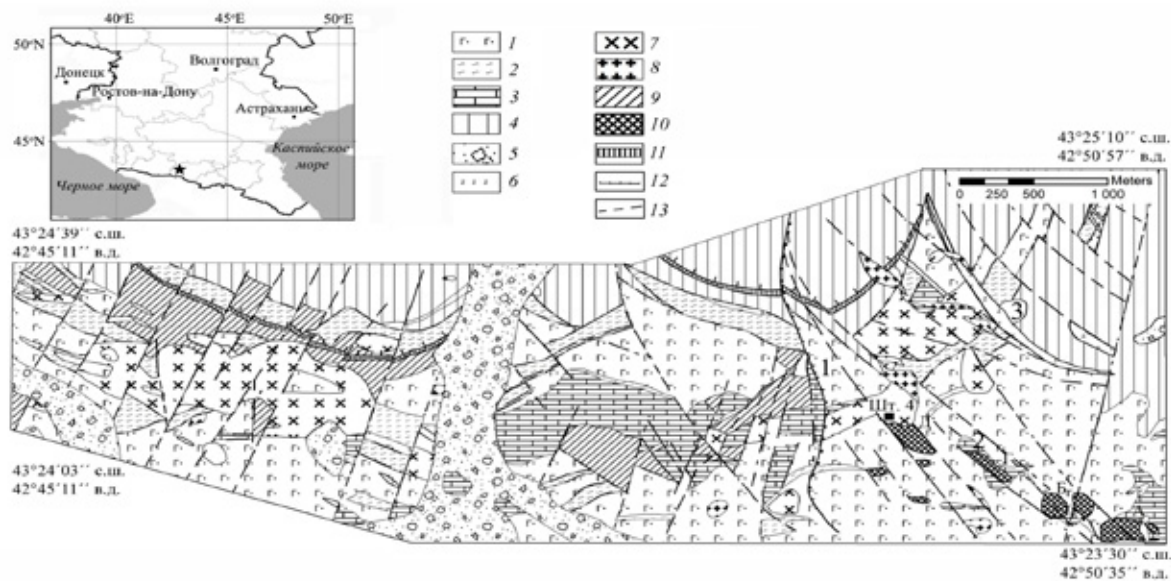 40°E 45°E 50°E
50°N
Волгоград
Донецк
Ростов-на-Дону
Астрахань
45°N
Каспийское
море
Черное море
1
2
3
4
5
6
7
8
9
10
11
12
13
43°25´10´´ с.ш.
42°50´57´´ в.д.
Meters
0 250 500 1 000
43°24´39´´ с.ш.
42°45´11´´ в.д.
3
1
Шт. 4
43°24´03´´ с.ш.
42°45´11´´ в.д.
2
43°23´30´´ с.ш.
42°50´35´´ в.д.